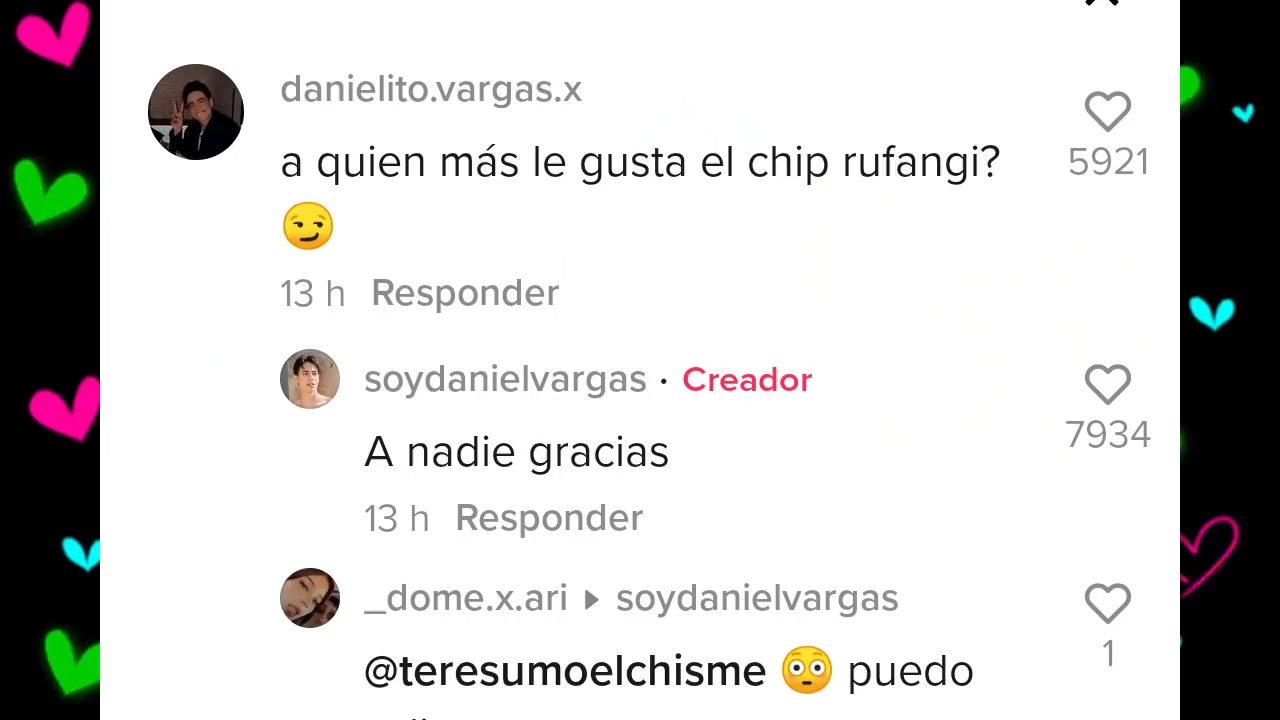 danielito.vargas.x
a quien más le gusta el chip rufangi?
😏
5921
13 h Responder
soydanielvargas · Creador
A nadie gracias
7934
13 h Responder
_dome.x.ari ▸ soydanielvargas
@teresumoelchisme 😳 puedo
1